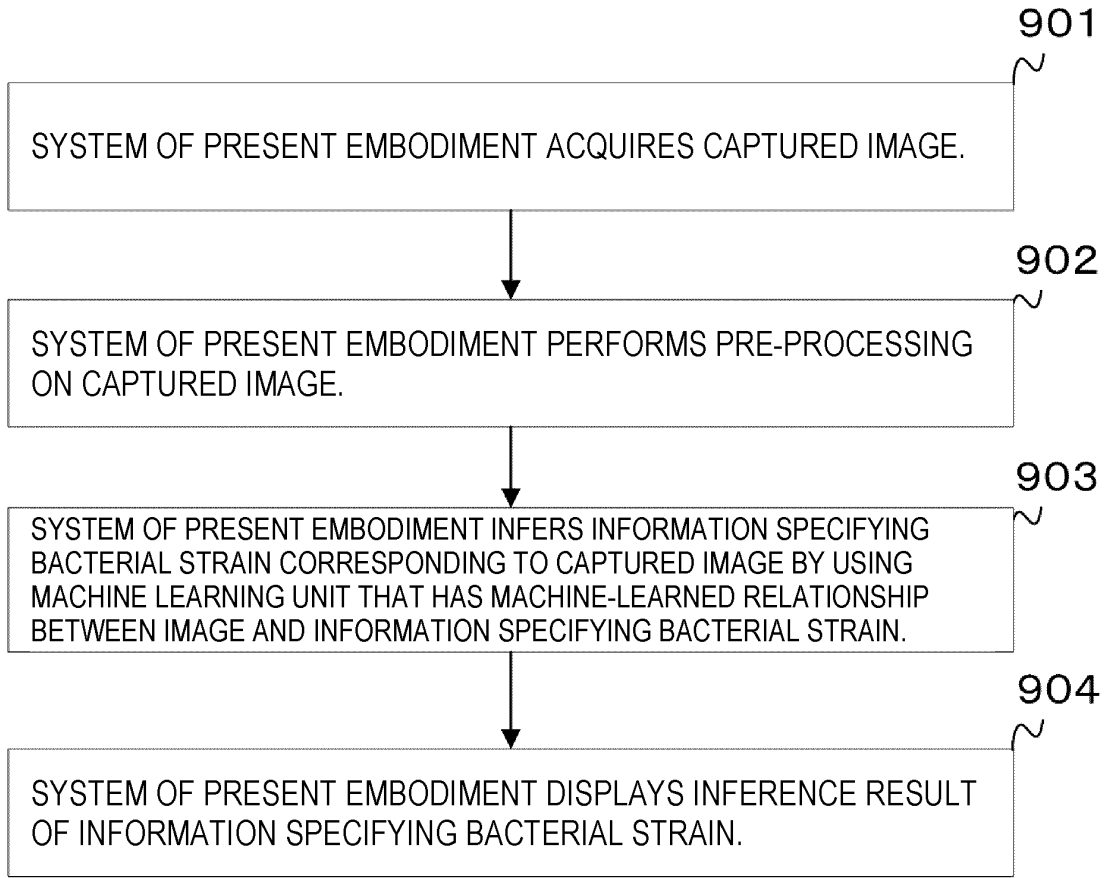 901
SYSTEM OF PRESENT EMBODIMENT ACQUIRES CAPTURED IMAGE.
902
SYSTEM OF PRESENT EMBODIMENT PERFORMS PRE-PROCESSING
ON CAPTURED IMAGE.
903
SYSTEM OF PRESENT EMBODIMENT INFERS INFORMATION SPECIFYING
BACTERIAL STRAIN CORRESPONDING TO CAPTURED IMAGE BY USING
MACHINE LEARNING UNIT THAT HAS MACHINE-LEARNED RELATIONSHIP
BETWEEN IMAGE AND INFORMATION SPECIFYING BACTERIAL STRAIN.
904
SYSTEM OF PRESENT EMBODIMENT DISPLAYS INFERENCE RESULT
OF INFORMATION SPECIFYING BACTERIAL STRAIN.